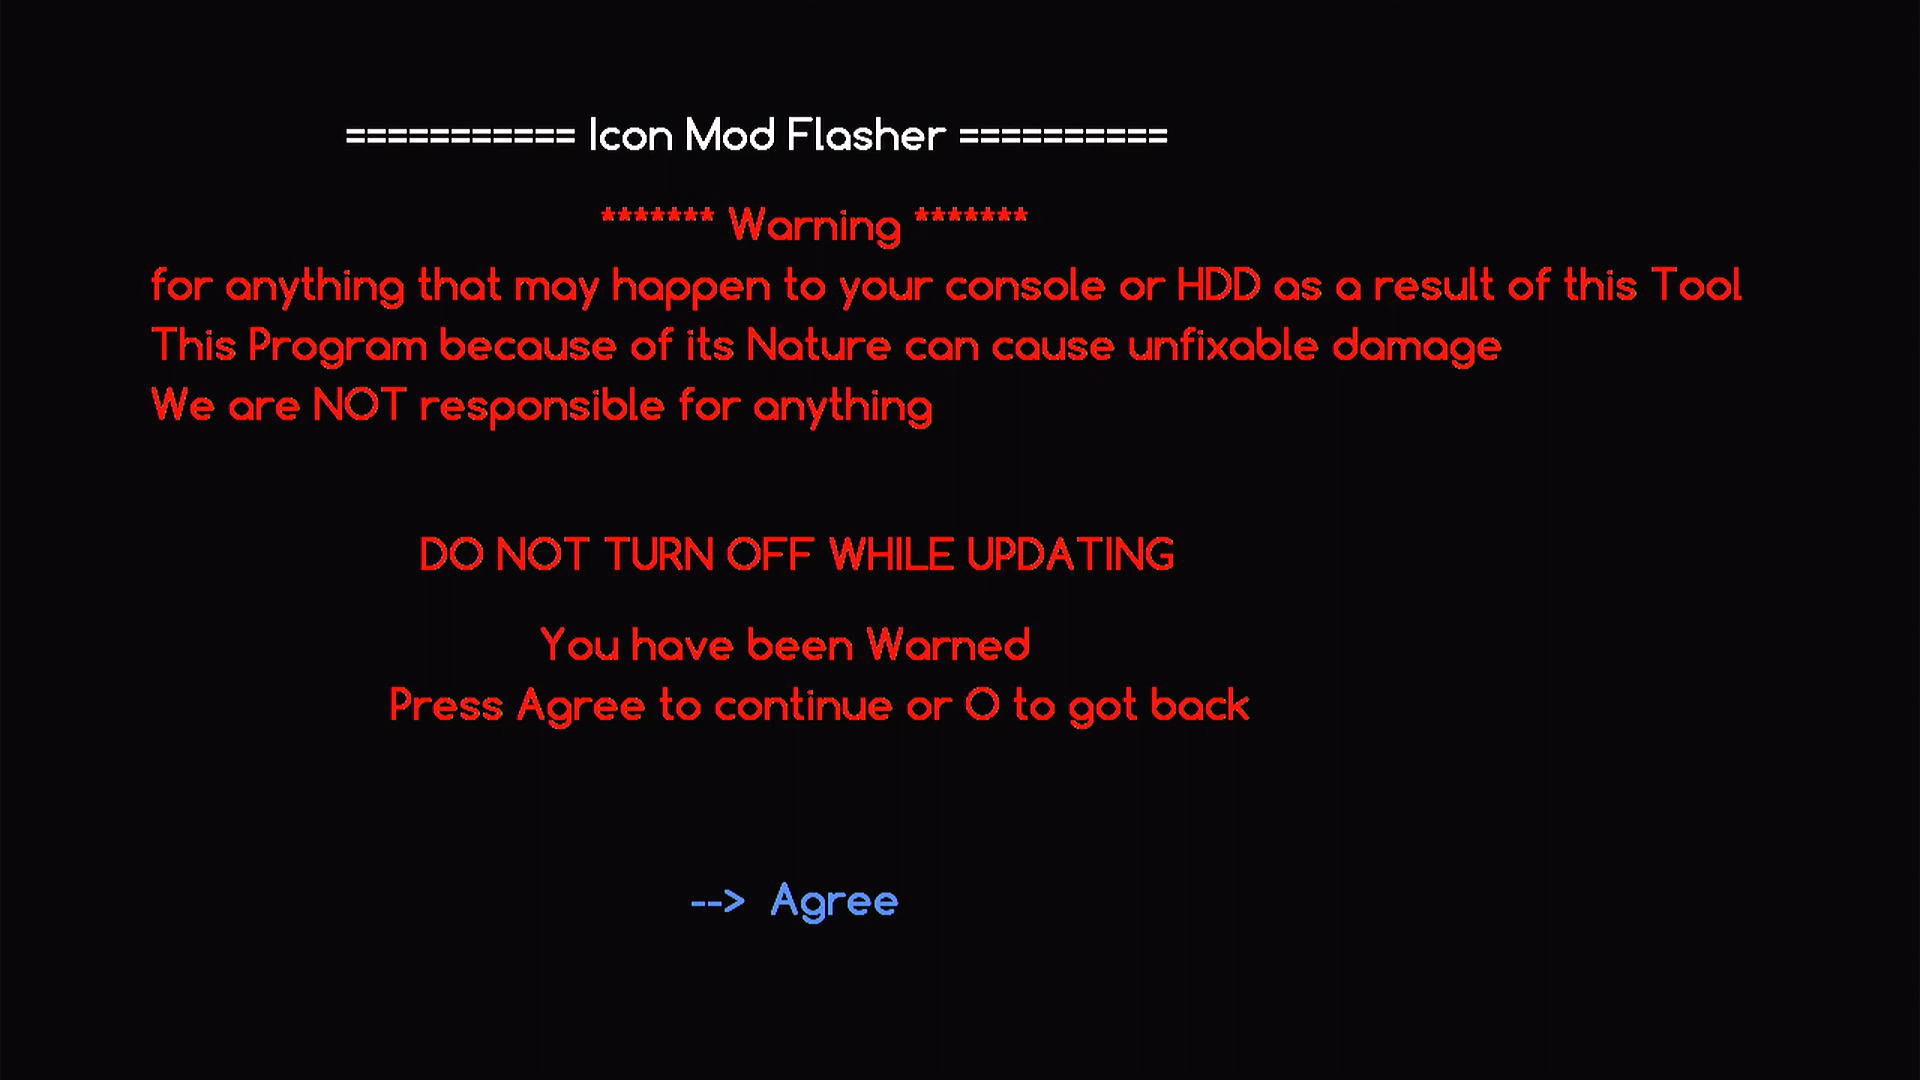 =========== Icon Mod Flasher ==========
******* Warning *******
for anything that may happen to your console or HDD as a result of this Tool
This Program because of its Nature can cause unfixable damage
We are NOT responsible for anything
DO NOT TURN OFF WHILE UPDATING
You have been Warned
Press Agree to continue or O to got back
--> Agree